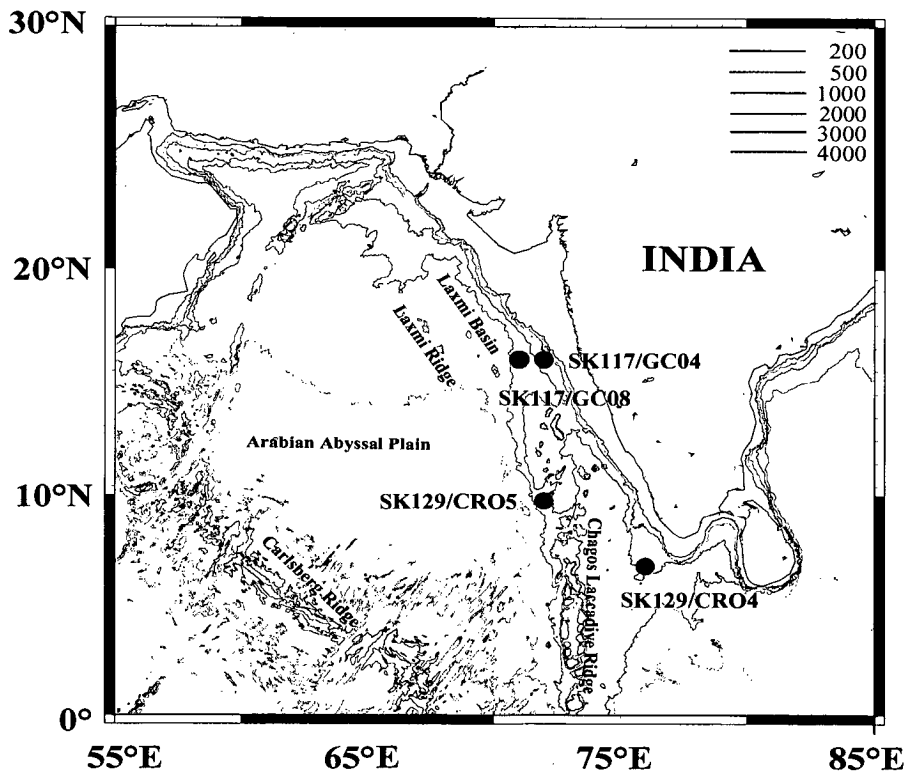 30°N
200
500
1000
2000
3000
4000
INDIA
20°N
Laxmi Basin
Laxmi Ridge
SK117/GC04
SK117/GC08
Arabian Abyssal Plain
10°N
SK129/CRO5
Chagos Laccadive Ridge
Carlsberg Ridge
SK129/CRO4
0°
55°E
65°E
75°E
85°E